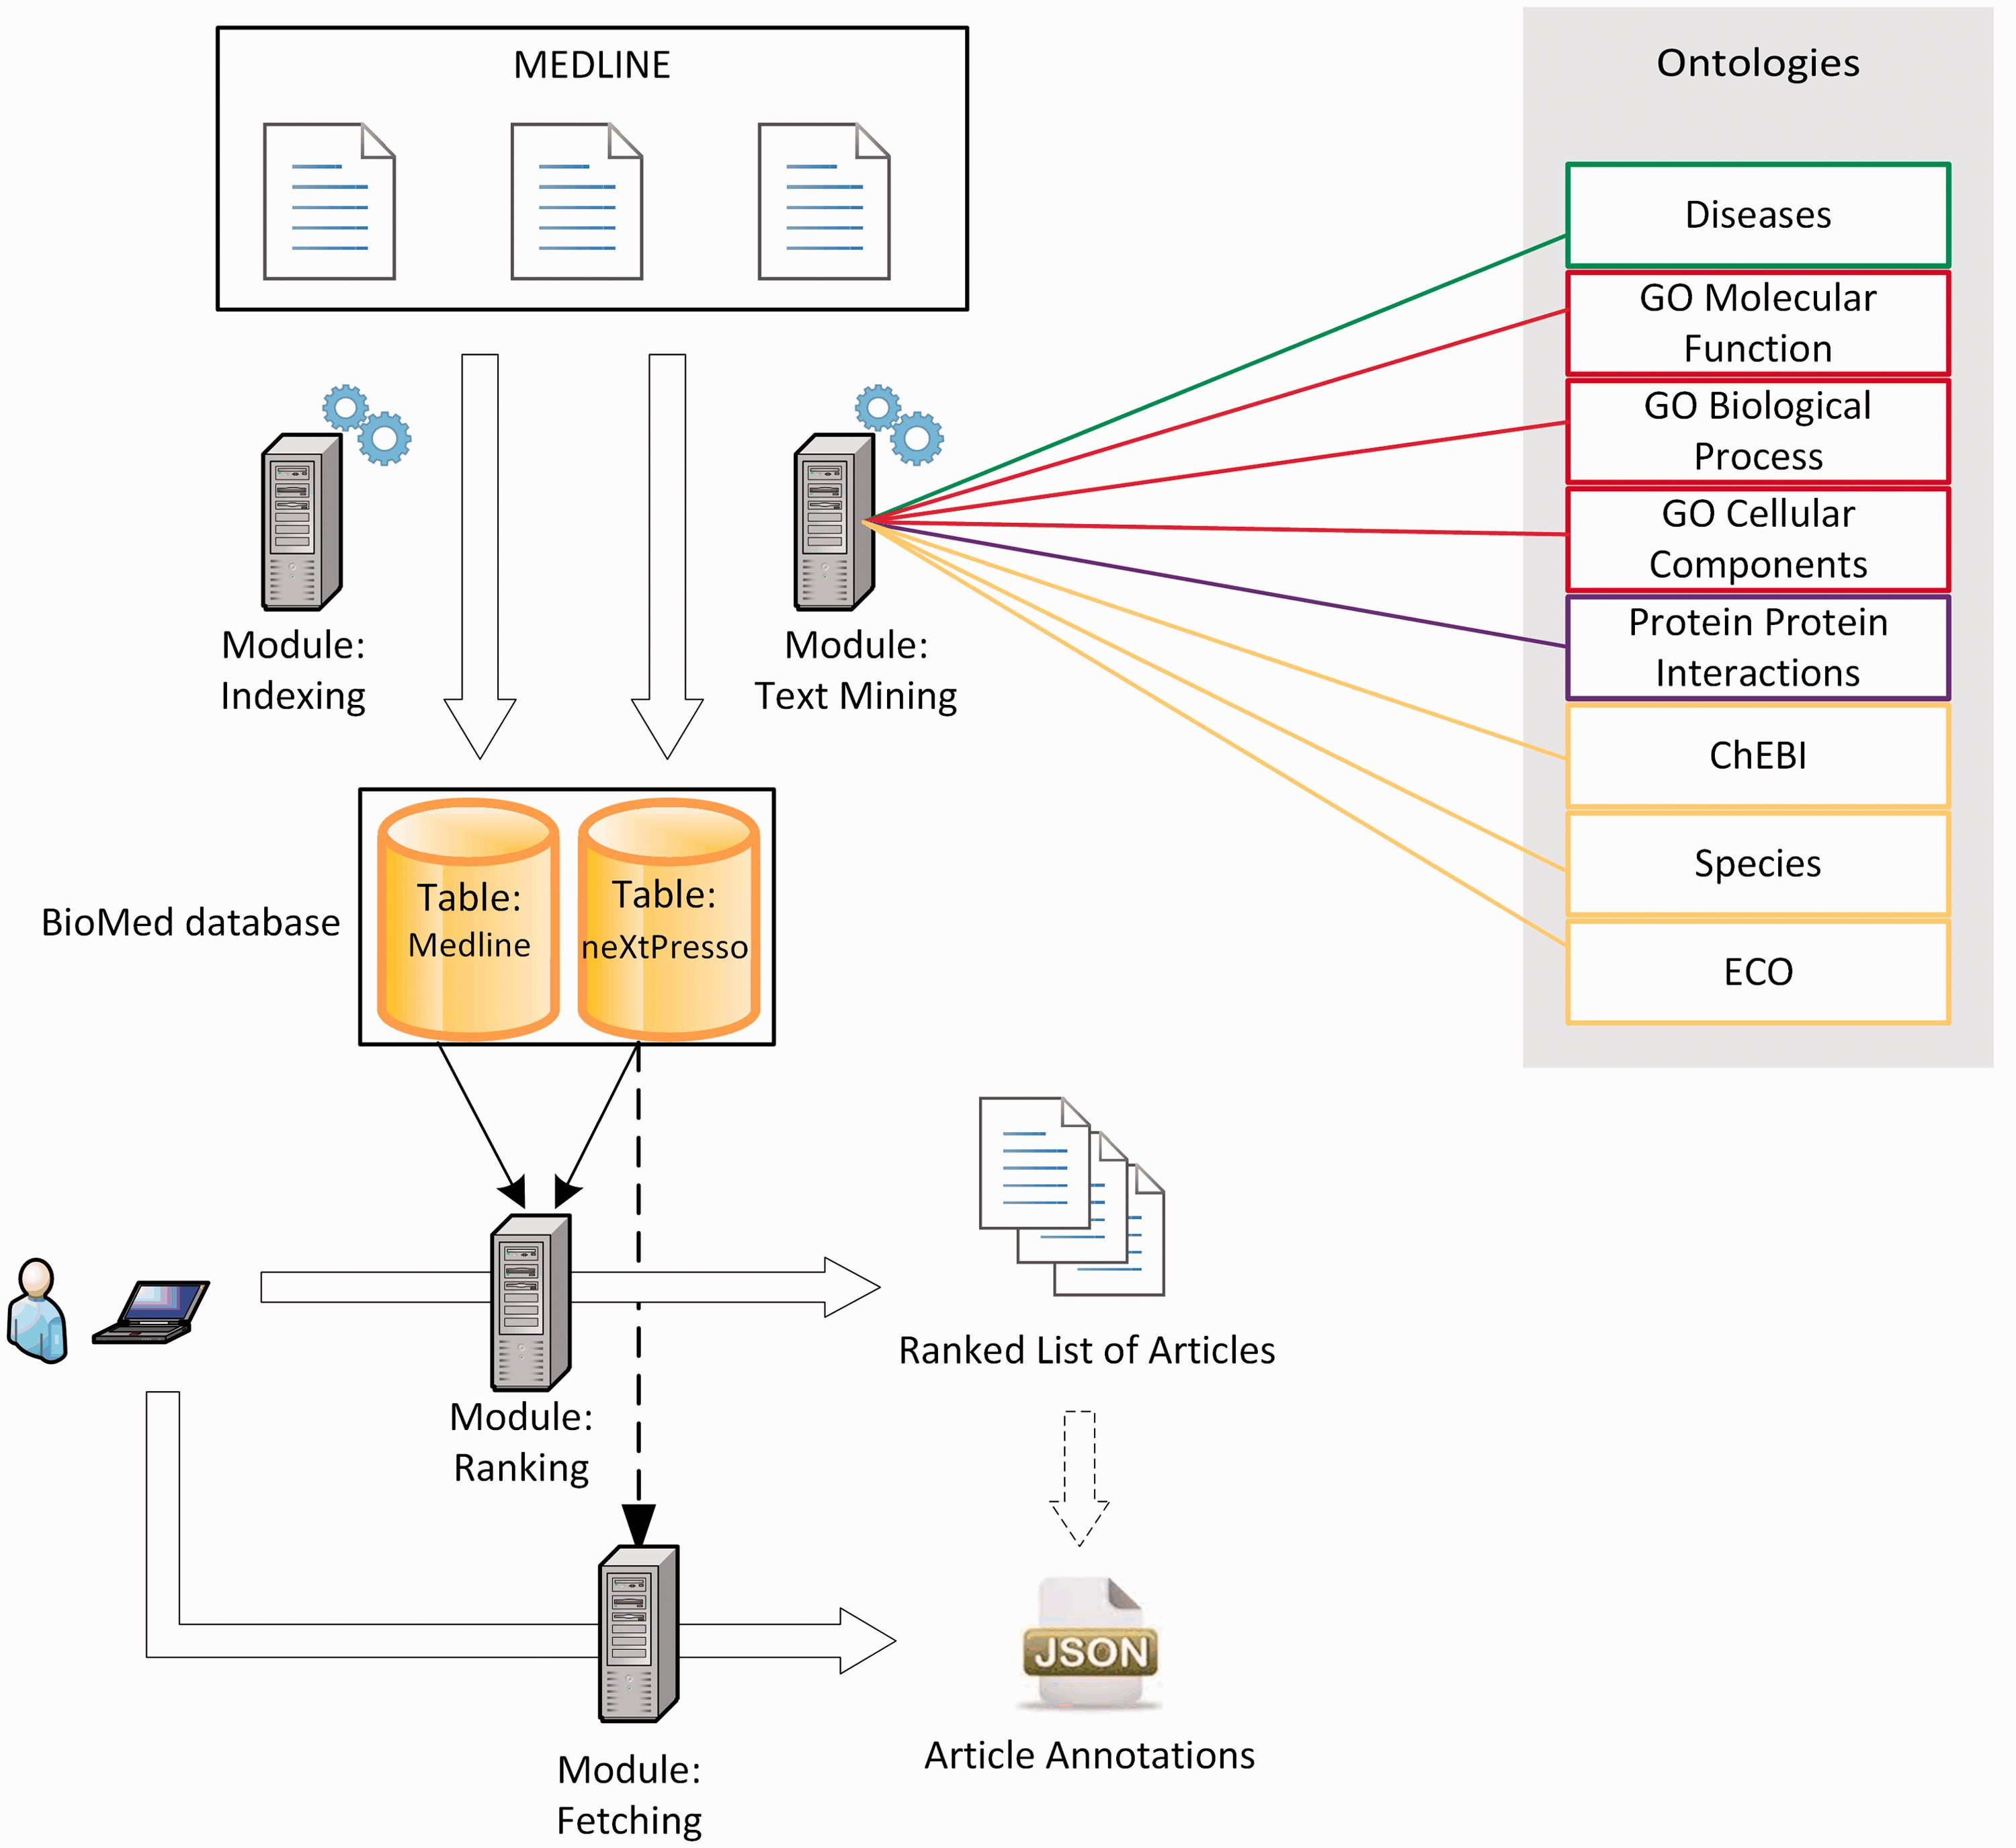 MEDLINE
Ontologies
Diseases
GO Molecular
Function
GO Biological
Process
GO Cellular
Components
Protein Protein
Interactions
ChEBI
Species
ECO
Module:
Indexing
Module:
Text Mining
BioMed database
Table:
Medline
Table:
neXtPresso
Ranked List of Articles
Module:
Ranking
JSON
Article Annotations
Module:
Fetching